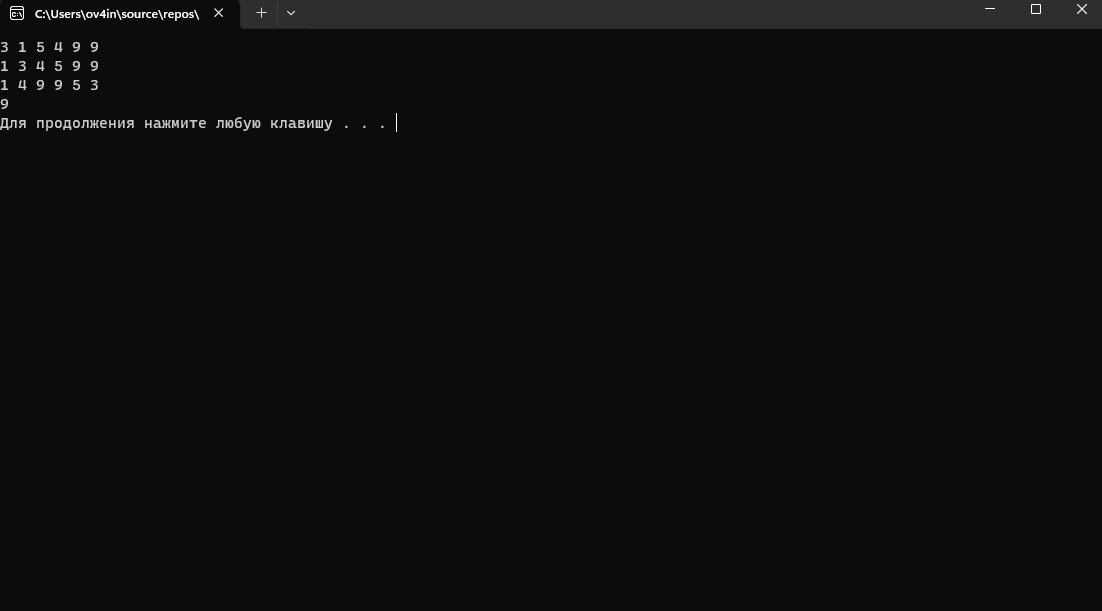 C:\Users\ov4in\source\repos\
3 1 5 4 9 9
1 3 4 5 9 9
1 4 9 9 5 3
9
Для продолжения нажмите любую клавишу . . .